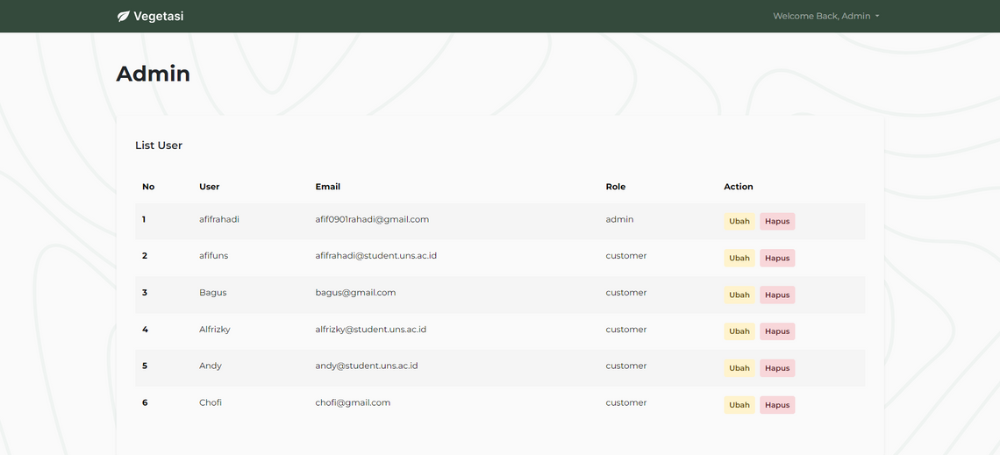 Vegetasi Welcome Back, Admin
Admin
List User
No User Email Role Action
1 afifrahadi afif0901rahadi@gmail.com admin Ubah Hapus
2 afifuns afifrahadi@student.uns.ac.id customer Ubah Hapus
3 Bagus bagus@gmail.com customer Ubah Hapus
4 Alfrizky alfrizky@student.uns.ac.id customer Ubah Hapus
5 Andy andy@student.uns.ac.id customer Ubah Hapus
6 Chofi chofi@gmail.com customer Ubah Hapus